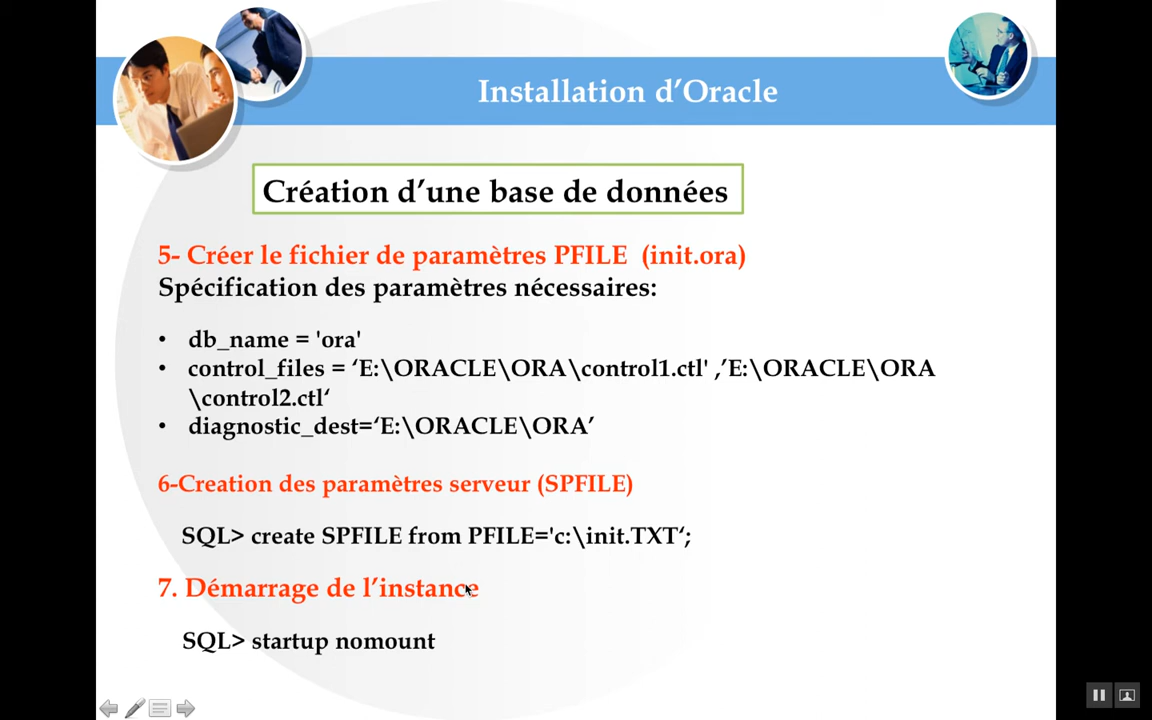 Installation d’Oracle
Création d’une base de données
5- Créer le fichier de paramètres PFILE (init.ora)
Spécification des paramètres nécessaires:
• db_name = 'ora'
• control_files = ‘E:\ORACLE\ORA\control1.ctl' ,’E:\ORACLE\ORA
\control2.ctl‘
• diagnostic_dest=‘E:\ORACLE\ORA’
6-Creation des paramètres serveur (SPFILE)
SQL> create SPFILE from PFILE='c:\init.TXT‘;
7. Démarrage de l’instance
SQL> startup nomount